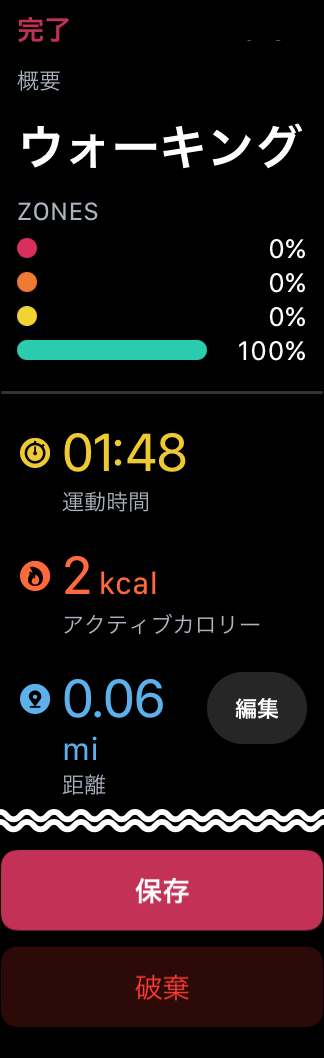 完了
概要
ウォーキング
ZONES
0%
0%
0%
100%
01:48
運動時間
2 kcal
アクティブカロリー
0.06
mi
編集
距離
保存
破棄